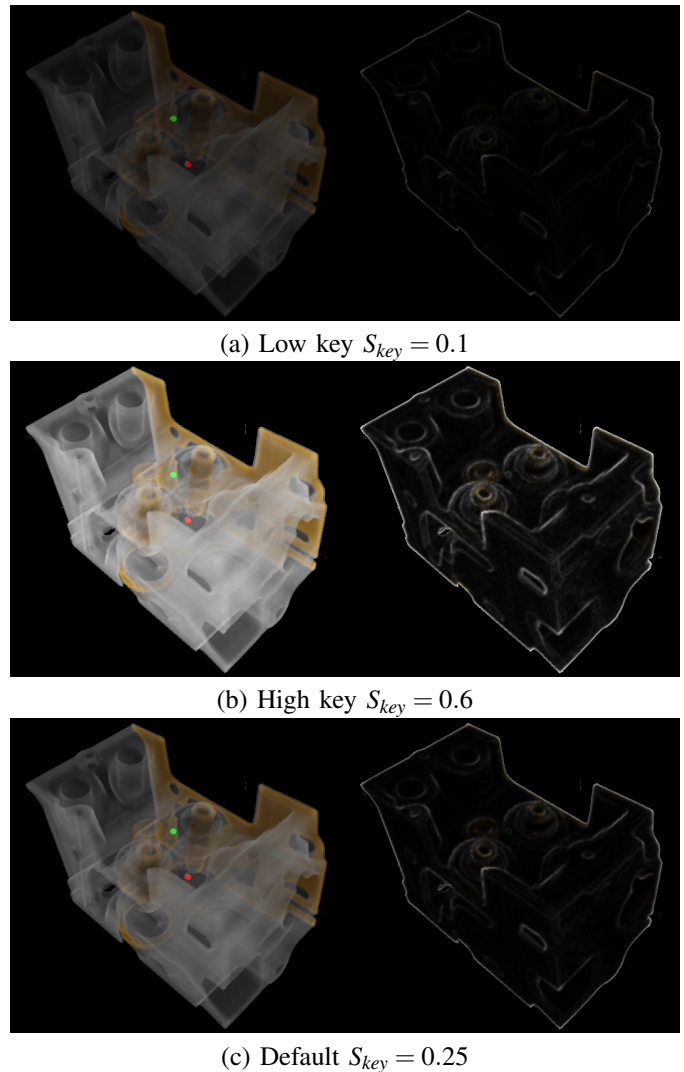 (a) Low key S_key = 0.1
(b) High key S_key = 0.6
(c) Default S_key = 0.25